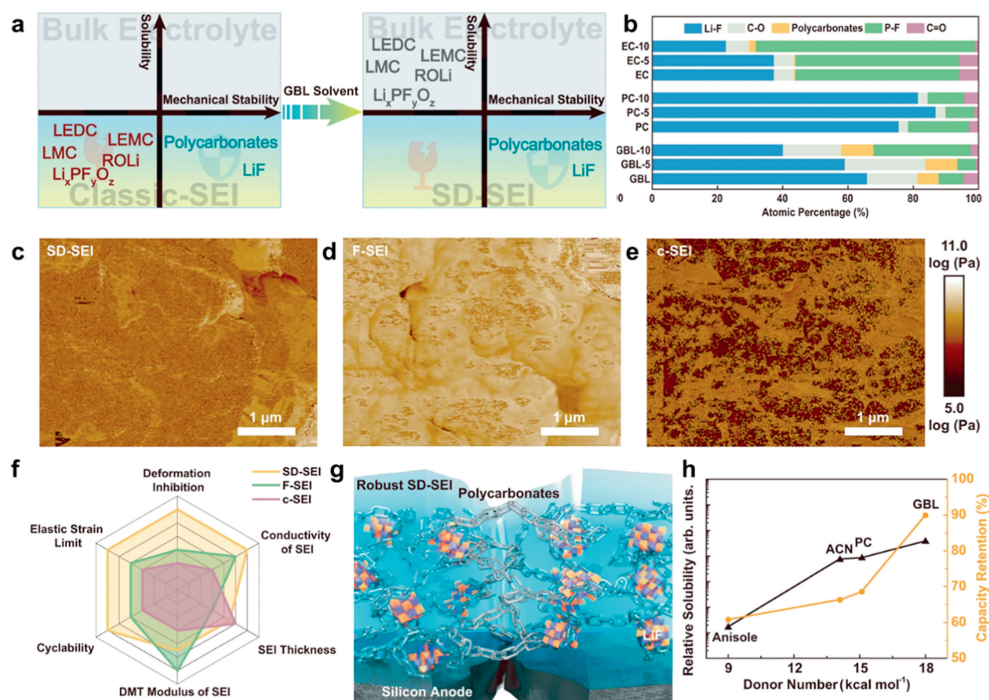 a
Bulk Electrolyte
Solubility
Mechanical Stability
LEDC
LEMC
LMC
ROLi
LixPFyOz
Polycarbonates
LiF
Classic-SEI
GBL Solvent
Bulk Electrolyte
Solubility
LEDC
LEMC
LMC
ROLi
LixPFyOz
Mechanical Stability
Polycarbonates
LiF
SD-SEI
b
Li-F C-O Polycarbonates P-F C=O
EC-10
EC-5
EC
PC-10
PC-5
PC
GBL-10
GBL-5
GBL
0 0 20 40 60 80 100
Atomic Percentage (%)
c
SD-SEI
1 μm
d
F-SEI
1 μm
e
c-SEI
1 μm
11.0
log (Pa)
5.0
log (Pa)
f
SD-SEI
F-SEI
c-SEI
Deformation
Inhibition
Conductivity
of SEI
SEI Thickness
DMT Modulus of SEI
Cyclability
Elastic Strain
Limit
g
Robust SD-SEI
Polycarbonates
LiF
Silicon Anode
h
Relative Solubility (arb. units.
Anisole
ACN
PC
GBL
9 12 15 18
Donor Number (kcal mol-1)
100
90
80
70
60
50
Capacity Retention (%)